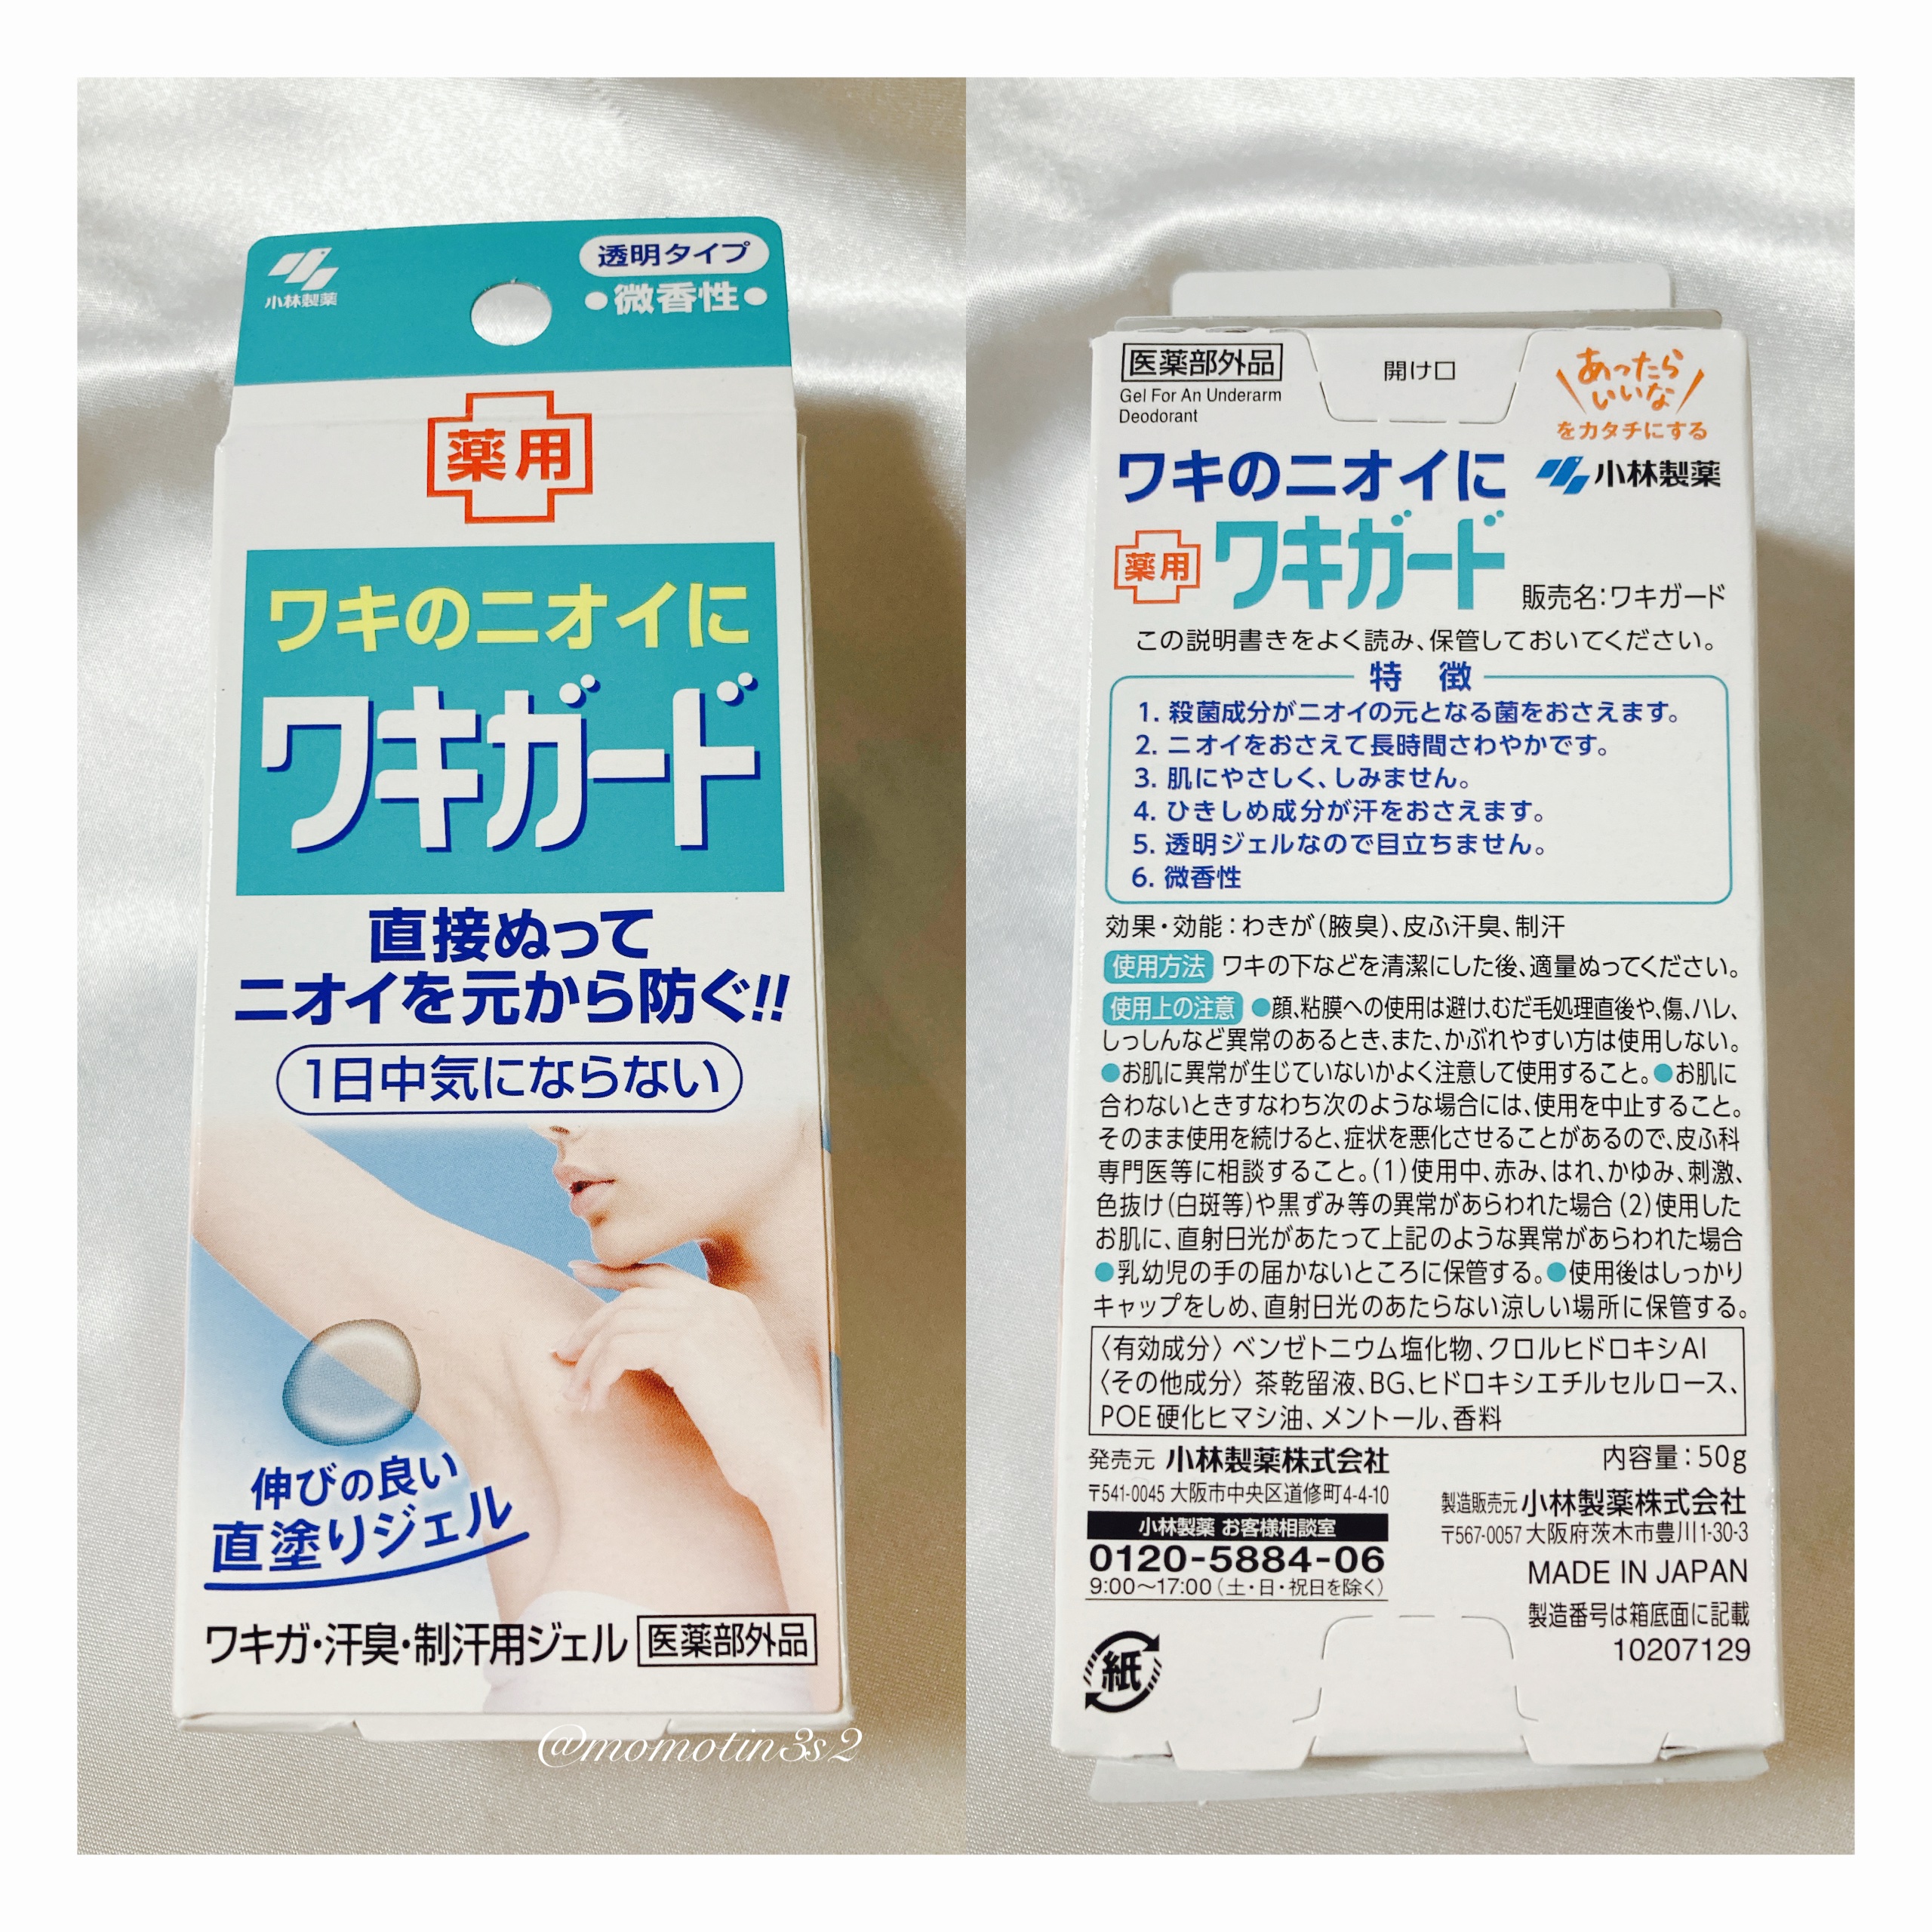 小林製薬
透明タイプ
●微香性●
薬用
ワキのニオイに
ワキガード
直接ぬって
ニオイを元から防ぐ!!
1日中気にならない
伸びの良い
直塗りジェル
ワキガ・汗臭・制汗用ジェル 医薬部外品
@momotin3s2
医薬部外品
Gel For An Underarm
Deodorant
開け口
あったら
いいな
をカタチにする
小林製薬
ワキのニオイに
薬用 ワキガード
販売名:ワキガード
この説明書きをよく読み、保管しておいてください。
特 徴
1. 殺菌成分がニオイの元となる菌をおさえます。
2. ニオイをおさえて長時間さわやかです。
3. 肌にやさしく、しみません。
4. ひきしめ成分が汗をおさえます。
5. 透明ジェルなので目立ちません。
6. 微香性
効果・効能:わきが(腋臭)、皮ふ汗臭、制汗
使用方法 ワキの下などを清潔にした後、適量ぬってください。
使用上の注意 ●顔、粘膜への使用は避け、むだ毛処理直後や、傷、ハレ、
しっしんなど異常のあるとき、また、かぶれやすい方は使用しない。
●お肌に異常が生じていないかよく注意して使用すること。●お肌に
合わないときすなわち次のような場合には、使用を中止すること。
そのまま使用を続けると、症状を悪化させることがあるので、皮ふ科
専門医等に相談すること。(1)使用中、赤み、はれ、かゆみ、刺激、
色抜け(白斑等)や黒ずみ等の異常があらわれた場合(2)使用した
お肌に、直射日光があたって上記のような異常があらわれた場合
●乳幼児の手の届かないところに保管する。●使用後はしっかり
キャップをしめ、直射日光のあたらない涼しい場所に保管する。
〈有効成分〉ベンゼトニウム塩化物、クロルヒドロキシAl
〈その他成分〉茶乾留液、BG、ヒドロキシエチルセルロース、
POE硬化ヒマシ油、メントール、香料
発売元 小林製薬株式会社
〒541-0045 大阪市中央区道修町4-4-10
小林製薬 お客様相談室
0120-5884-06
9:00〜17:00(土・日・祝日を除く)
紙
内容量:50g
製造販売元 小林製薬株式会社
〒567-0057 大阪府茨木市豊川1-30-3
MADE IN JAPAN
製造番号は箱底面に記載
10207129